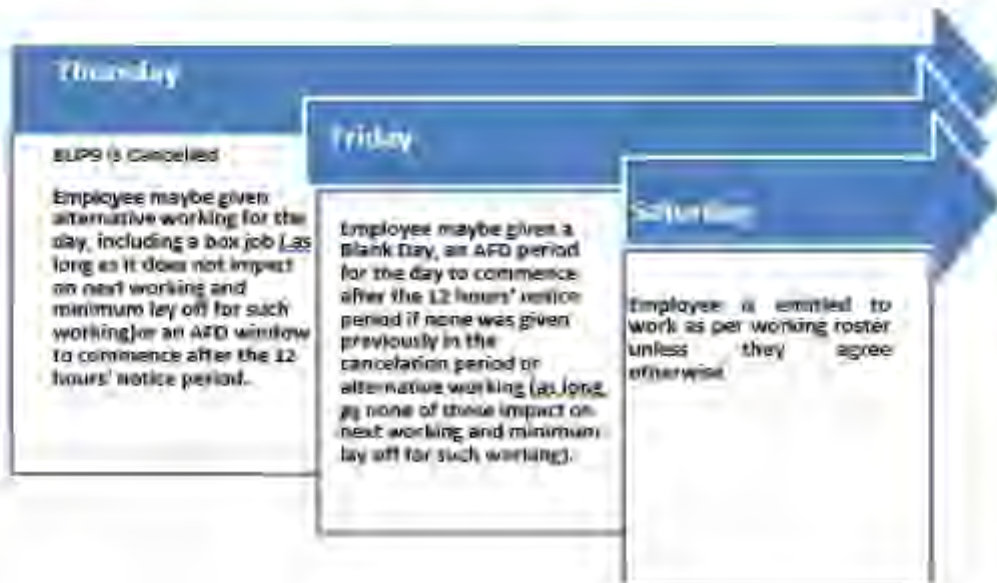 Thursday
is Cancelled
Employee maybe given
alternative working for the
day, including a box job (as
long as it does not impact
on next working and
minimum lay off for such
working)or an AFD window
to commence after the 12
hours' notice period.
Friday
Employee maybe given a
Blank Day, an AFD period
for the day to commence
after the 12 hours' notice
period if none was given
previously in the
cancelation period or
alternative working (as long
as none of these impact on
next working and minimum
lay off for such working).
Saturday
Employee is entitled to
work as per working roster
unless they agree
otherwise